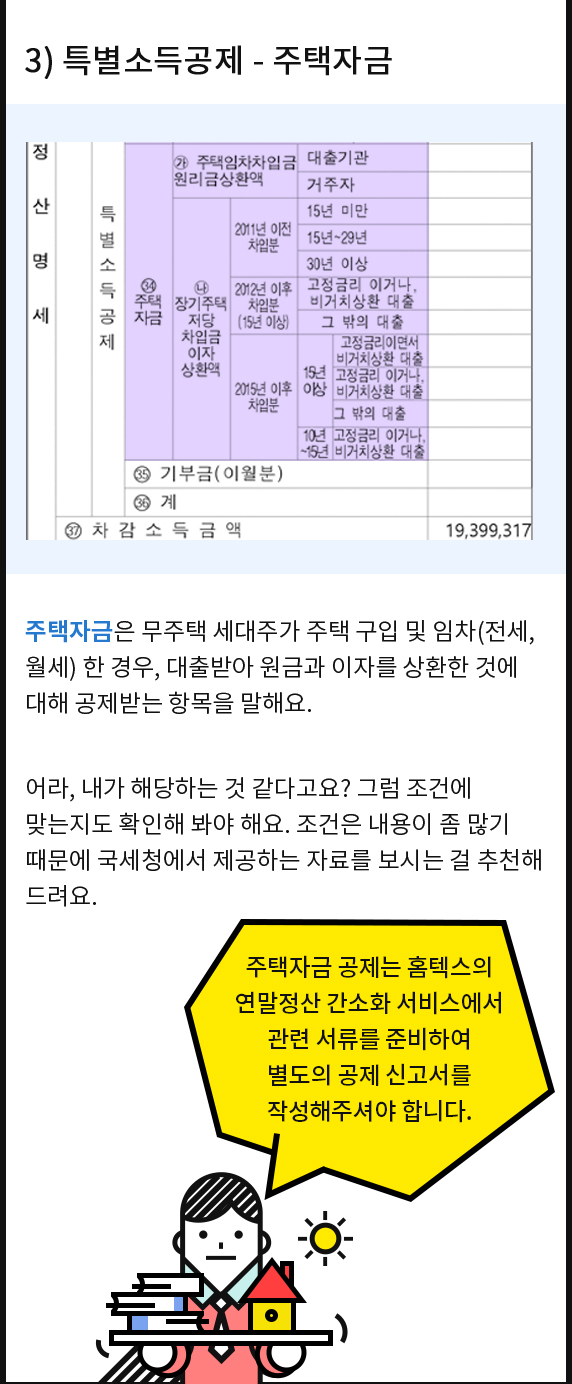 3) 특별소득공제 - 주택자금
정
산
명
세
특
별
소
득
공
제
㉞
주택
자금
㉮ 주택임차차입금
원리금상환액
대출기관
거주자
㉯
장기주택
저당
차입금
이자
상환액
2011년 이전
차입분
15년 미만
15년~29년
30년 이상
2012년 이후
차입분
(15년 이상)
고정금리 이거나,
비거치상환 대출
그 밖의 대출
2015년 이후
차입분
15년
이상
고정금리이면서
비거치상환 대출
고정금리 이거나,
비거치상환 대출
그 밖의 대출
10년
~15년
고정금리 이거나,
비거치상환 대출
㉟ 기부금(이월분)
㊱ 계
㊲ 차 감 소 득 금 액 19,399,317
주택자금은 무주택 세대주가 주택 구입 및 임차(전세,
월세) 한 경우, 대출받아 원금과 이자를 상환한 것에
대해 공제받는 항목을 말해요.
어라, 내가 해당하는 것 같다고요? 그럼 조건에
맞는지도 확인해 봐야 해요. 조건은 내용이 좀 많기
때문에 국세청에서 제공하는 자료를 보시는 걸 추천해
드려요.
주택자금 공제는 홈텍스의
연말정산 간소화 서비스에서
관련 서류를 준비하여
별도의 공제 신고서를
작성해주셔야 합니다.